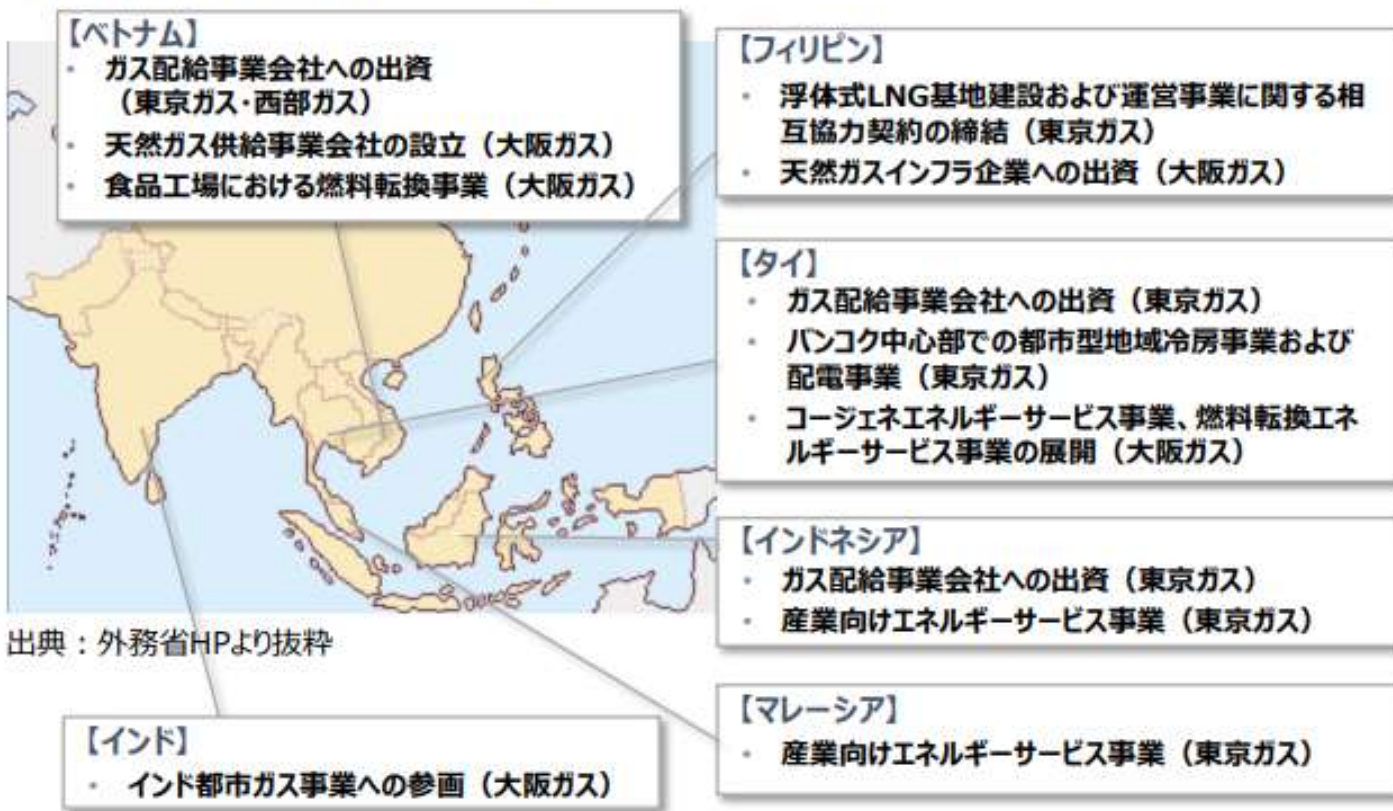 【ベトナム】
・ ガス配給事業会社への出資
（東京ガス・西部ガス）
・ 天然ガス供給事業会社の設立（大阪ガス）
・ 食品工場における燃料転換事業（大阪ガス）
【フィリピン】
・ 浮体式LNG基地建設および運営事業に関する相
互協力契約の締結（東京ガス）
・ 天然ガスインフラ企業への出資（大阪ガス）
【タイ】
・ ガス配給事業会社への出資（東京ガス）
・ バンコク中心部での都市型地域冷房事業および
配電事業（東京ガス）
・ コージェネエネルギーサービス事業、燃料転換エネ
ルギーサービス事業の展開（大阪ガス）
【インドネシア】
・ ガス配給事業会社への出資（東京ガス）
・ 産業向けエネルギーサービス事業（東京ガス）
出典：外務省HPより抜粋
【マレーシア】
・ 産業向けエネルギーサービス事業（東京ガス）
【インド】
・ インド都市ガス事業への参画（大阪ガス）